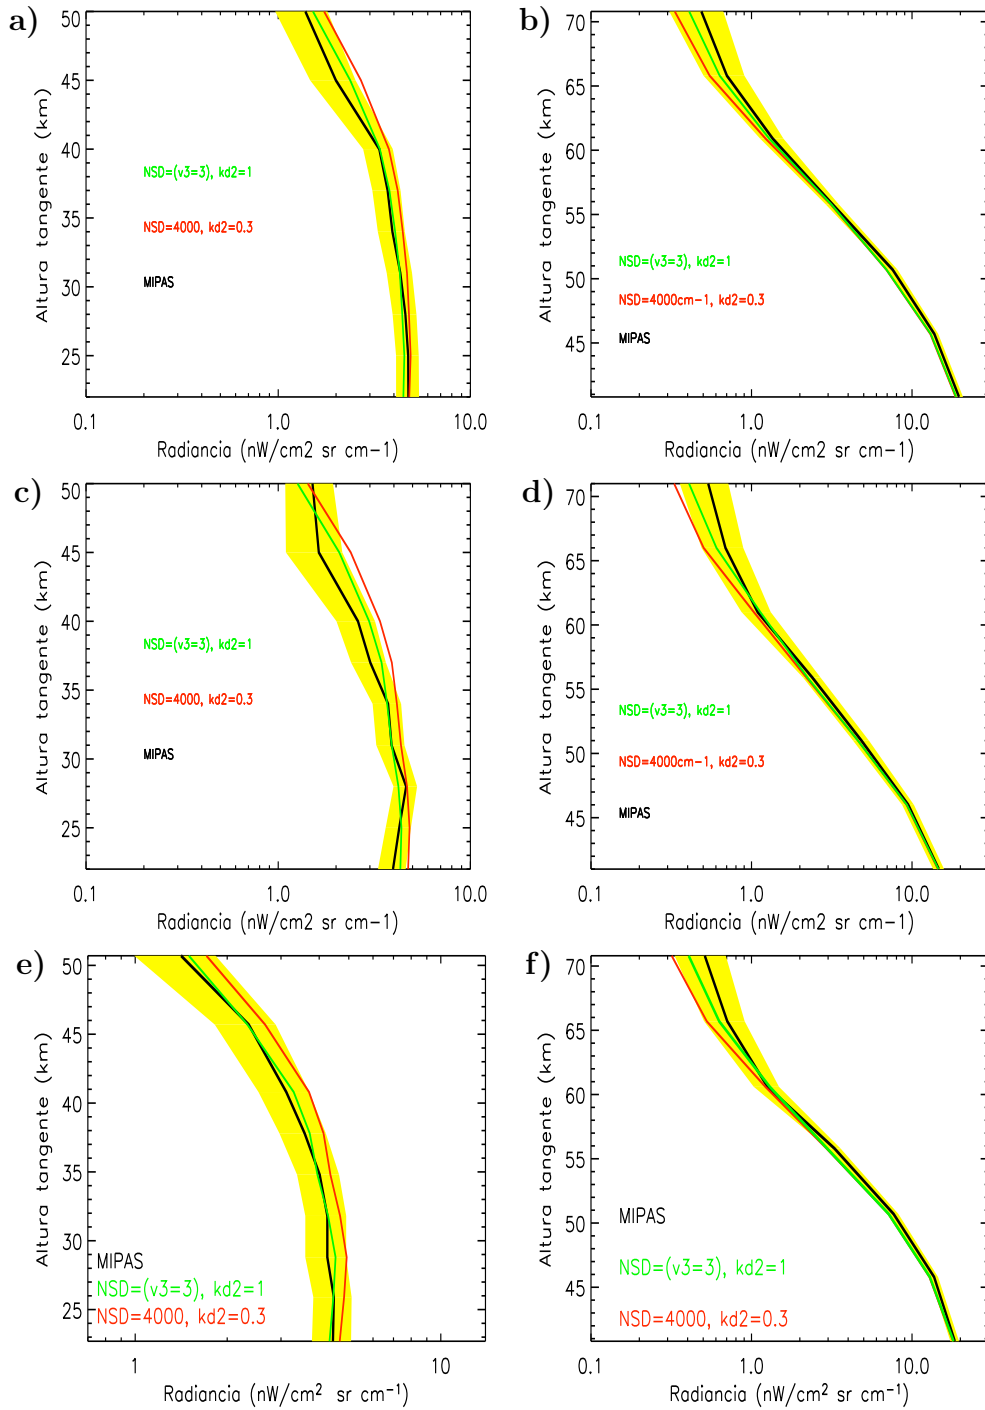 a)
50
45
40
35
30
25
Altura tangente (km)
NSD=(v3=3), kd2=1
NSD=4000, kd2=0.3
MIPAS
0.1
1.0
10.0
Radiancia (nW/cm2 sr cm-1)
b)
70
65
60
55
50
45
Altura tangente (km)
NSD=(v3=3), kd2=1
NSD=4000cm-1, kd2=0.3
MIPAS
0.1
1.0
10.0
Radiancia (nW/cm2 sr cm-1)
c)
50
45
40
35
30
25
Altura tangente (km)
NSD=(v3=3), kd2=1
NSD=4000, kd2=0.3
MIPAS
0.1
1.0
10.0
Radiancia (nW/cm2 sr cm-1)
d)
70
65
60
55
50
45
Altura tangente (km)
NSD=(v3=3), kd2=1
NSD=4000cm-1, kd2=0.3
MIPAS
0.1
1.0
10.0
Radiancia (nW/cm2 sr cm-1)
e)
50
45
40
35
30
25
Altura tangente (km)
MIPAS
NSD=(v3=3), kd2=1
NSD=4000, kd2=0.3
1
10
Radiancia (nW/cm² sr cm⁻¹)
f)
70
65
60
55
50
45
Altura tangente (km)
MIPAS
NSD=(v3=3), kd2=1
NSD=4000, kd2=0.3
0.1
1.0
10.0
Radiancia (nW/cm² sr cm⁻¹)